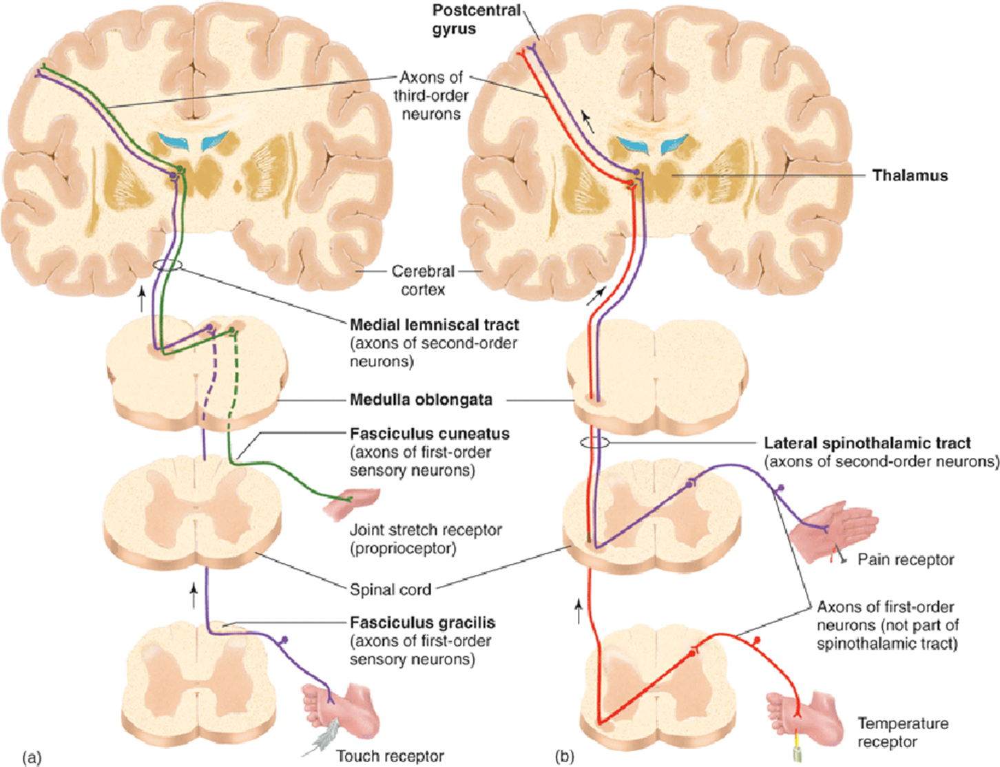 Postcentral
gyrus
Axons of
third-order
neurons
Thalamus
Cerebral
cortex
Medial lemniscal tract
(axons of second-order
neurons)
Medulla oblongata
Fasciculus cuneatus
(axons of first-order
sensory neurons)
Lateral spinothalamic tract
(axons of second-order neurons)
Joint stretch receptor
(proprioceptor)
Pain receptor
Spinal cord
Axons of first-order
neurons (not part of
spinothalamic tract)
Fasciculus gracilis
(axons of first-order
sensory neurons)
Temperature
receptor
Touch receptor
(a)
(b)